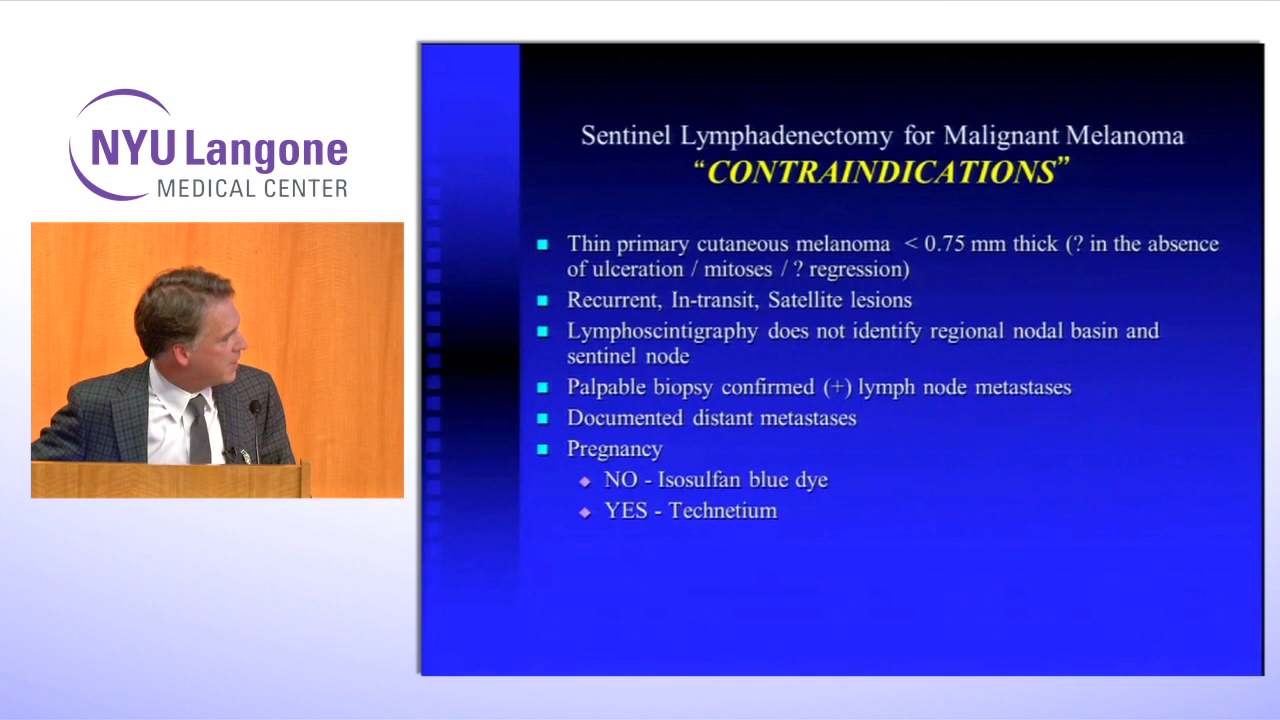 NYU Langone
MEDICAL CENTER
Sentinel Lymphadenectomy for Malignant Melanoma
“CONTRAINDICATIONS”
Thin primary cutaneous melanoma < 0.75 mm thick (? in the absence
of ulceration / mitoses / ? regression)
Recurrent, In-transit, Satellite lesions
Lymphoscintigraphy does not identify regional nodal basin and
sentinel node
Palpable biopsy confirmed (+) lymph node metastases
Documented distant metastases
Pregnancy
NO - Isosulfan blue dye
YES - Technetium